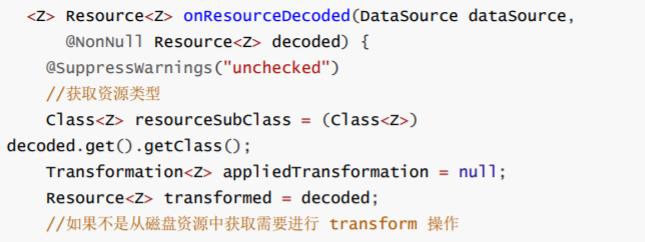 <Z> Resource<Z> onResourceDecoded(DataSource dataSource,
@NonNull Resource<Z> decoded) {
@SuppressWarnings("unchecked")
//获取资源类型
Class<Z> resourceSubClass = (Class<Z>)
decoded.get().getClass();
Transformation<Z> appliedTransformation = null;
Resource<Z> transformed = decoded;
//如果不是从磁盘资源中获取需要进行 transform 操作